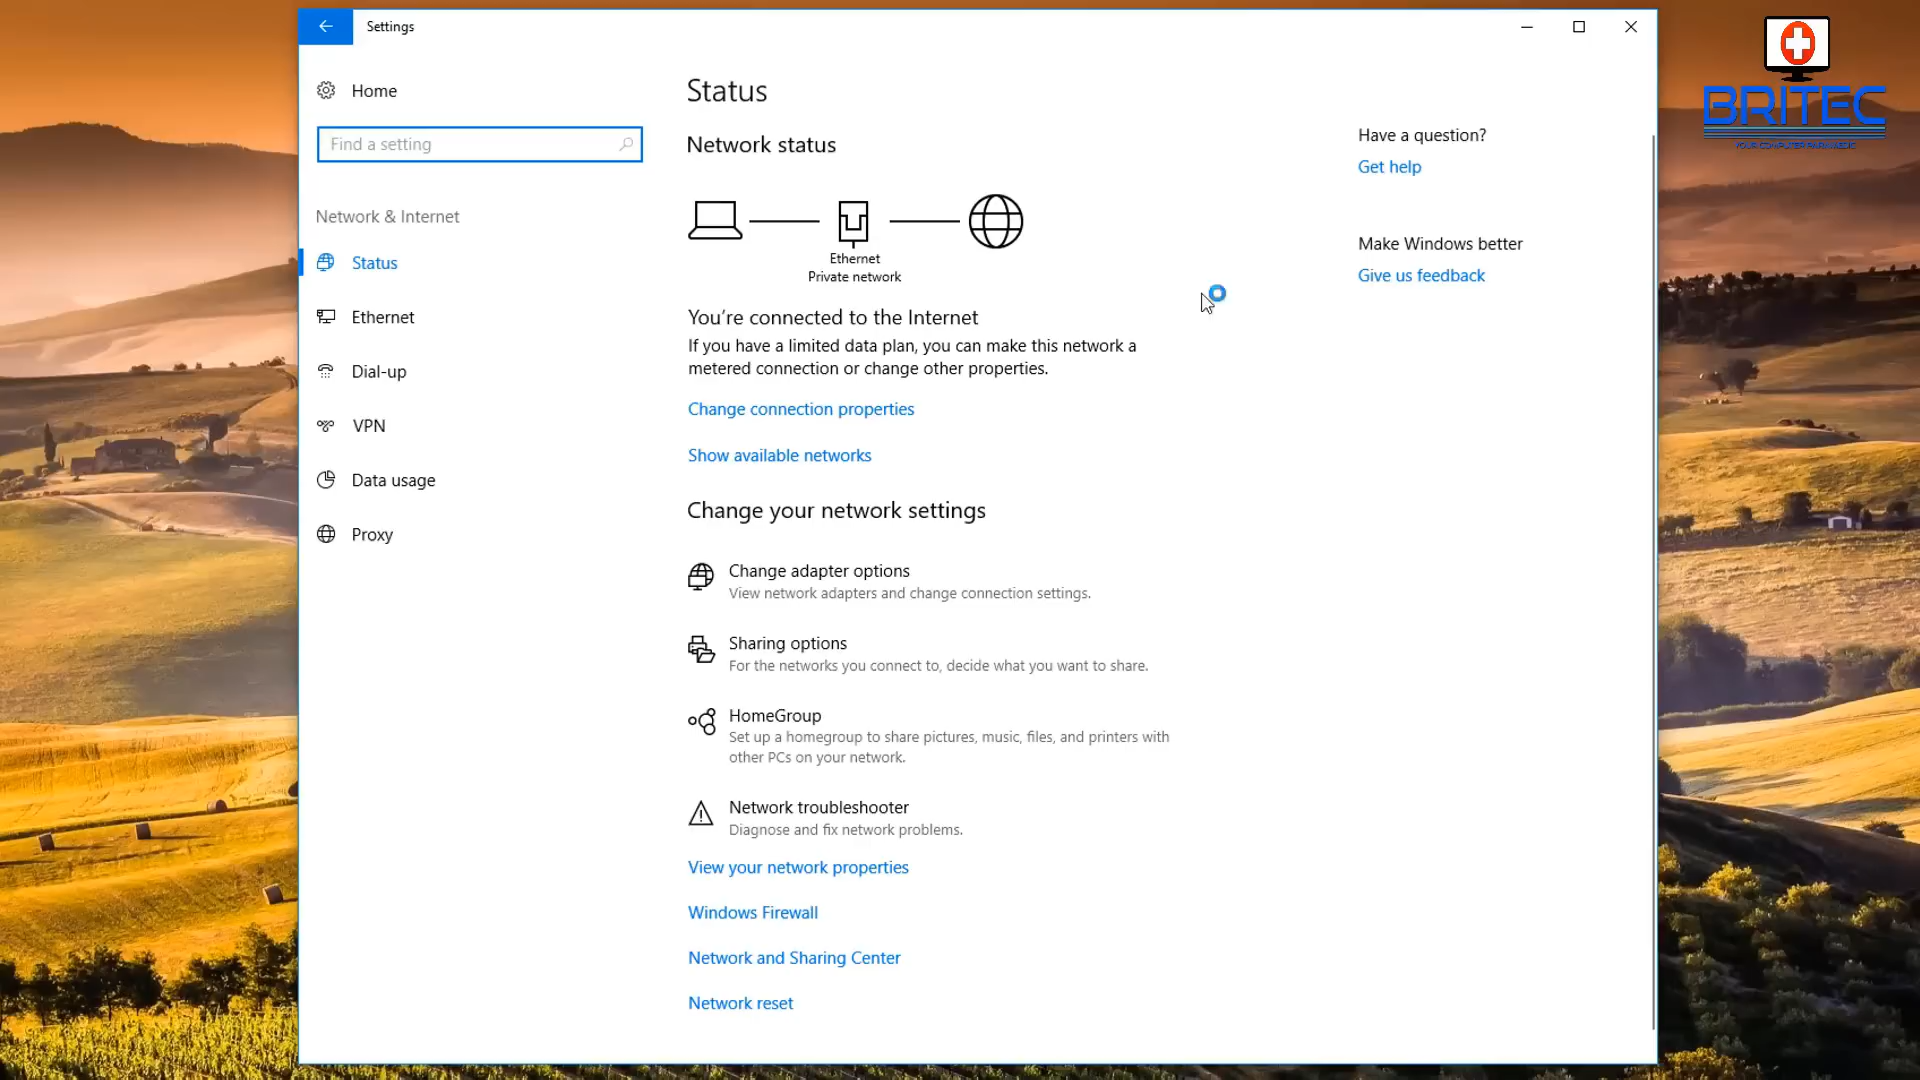 Settings
Home
Find a setting
Network & Internet
Status
Ethernet
Dial-up
VPN
Data usage
Proxy
Status
Network status
Ethernet
Private network
You're connected to the Internet
If you have a limited data plan, you can make this network a
metered connection or change other properties.
Change connection properties
Show available networks
Change your network settings
Change adapter options
View network adapters and change connection settings.
Sharing options
For the networks you connect to, decide what you want to share.
HomeGroup
Set up a homegroup to share pictures, music, files, and printers with
other PCs on your network.
Network troubleshooter
Diagnose and fix network problems.
View your network properties
Windows Firewall
Network and Sharing Center
Network reset
Have a question?
Get help
Make Windows better
Give us feedback
BRITEC
YOUR COMPUTER PARAMEDIC